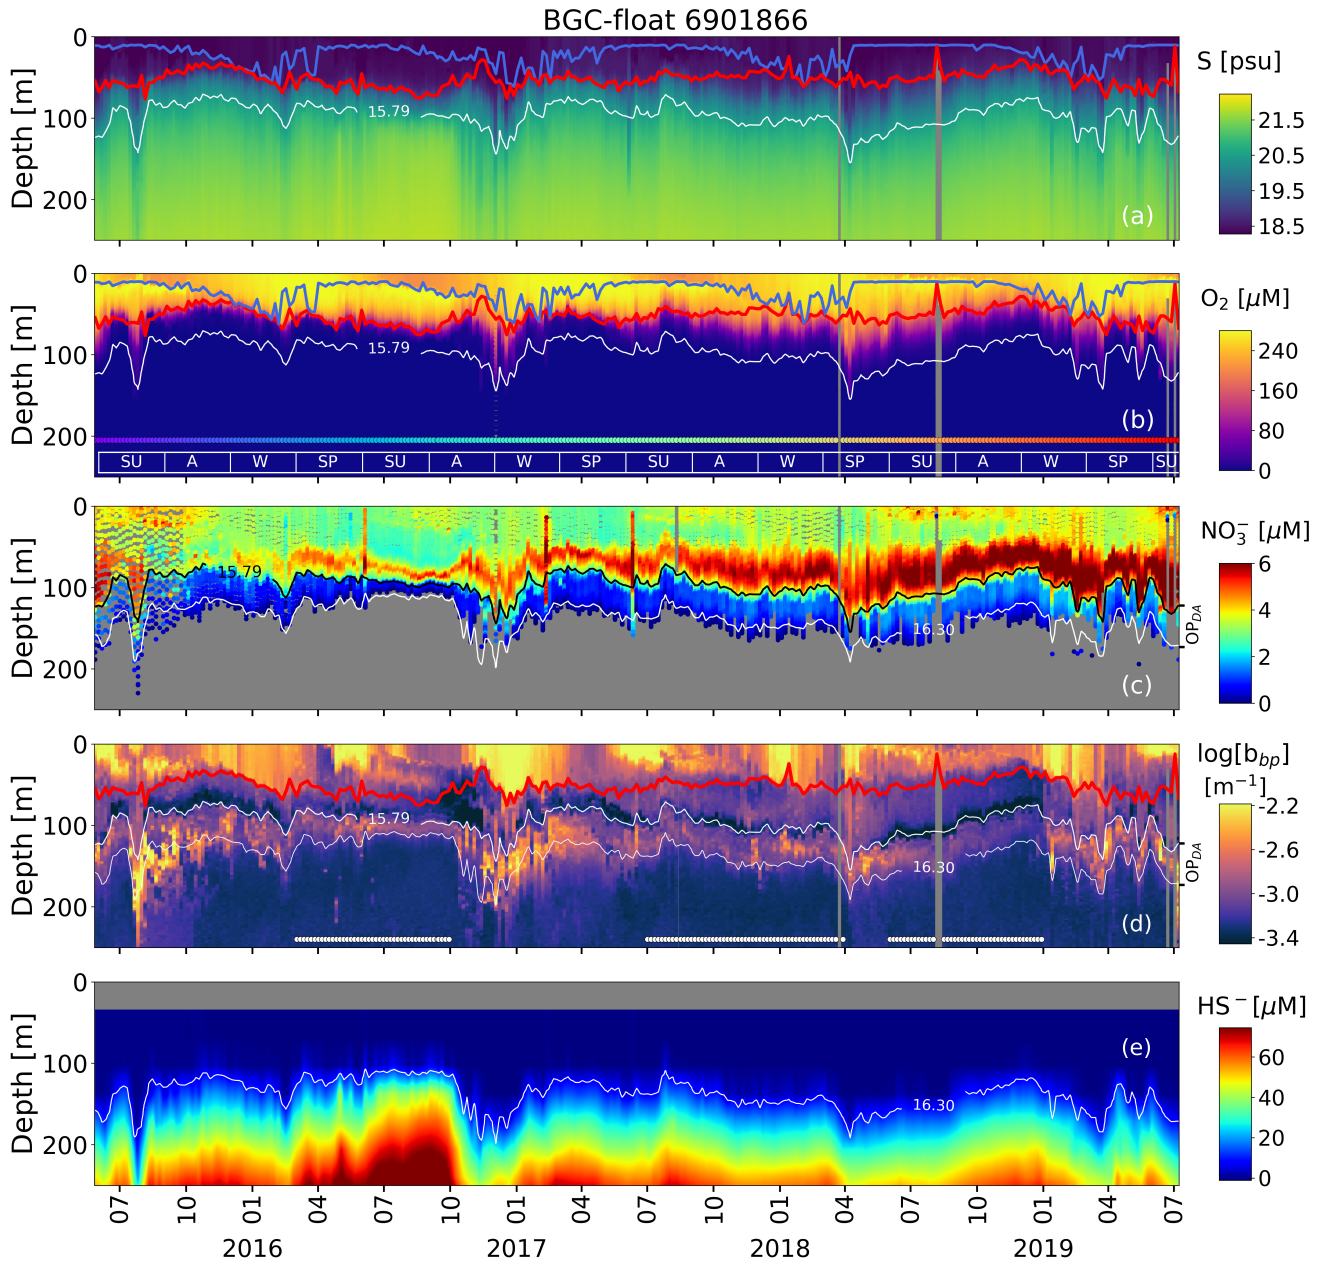 BGC-float 6901866
0
100
200
Depth [m]
15.79
(a)
S [psu]
21.5
20.5
19.5
18.5
0
100
200
Depth [m]
15.79
(b)
SU A W SP SU A W SP SU A W SP SU A W SP SU
O₂ [μM]
240
160
80
0
0
100
200
Depth [m]
15.79
16.30
(c)
OP_DA
NO₃⁻ [μM]
6
4
2
0
0
100
200
Depth [m]
15.79
16.30
(d)
OP_DA
log[b_bp]
[m⁻¹]
-2.2
-2.6
-3.0
-3.4
0
100
200
Depth [m]
16.30
(e)
HS⁻[μM]
60
40
20
0
07 10 01 04 07 10 01 04 07 10 01 04 07 10 01 04 07
2016 2017 2018 2019